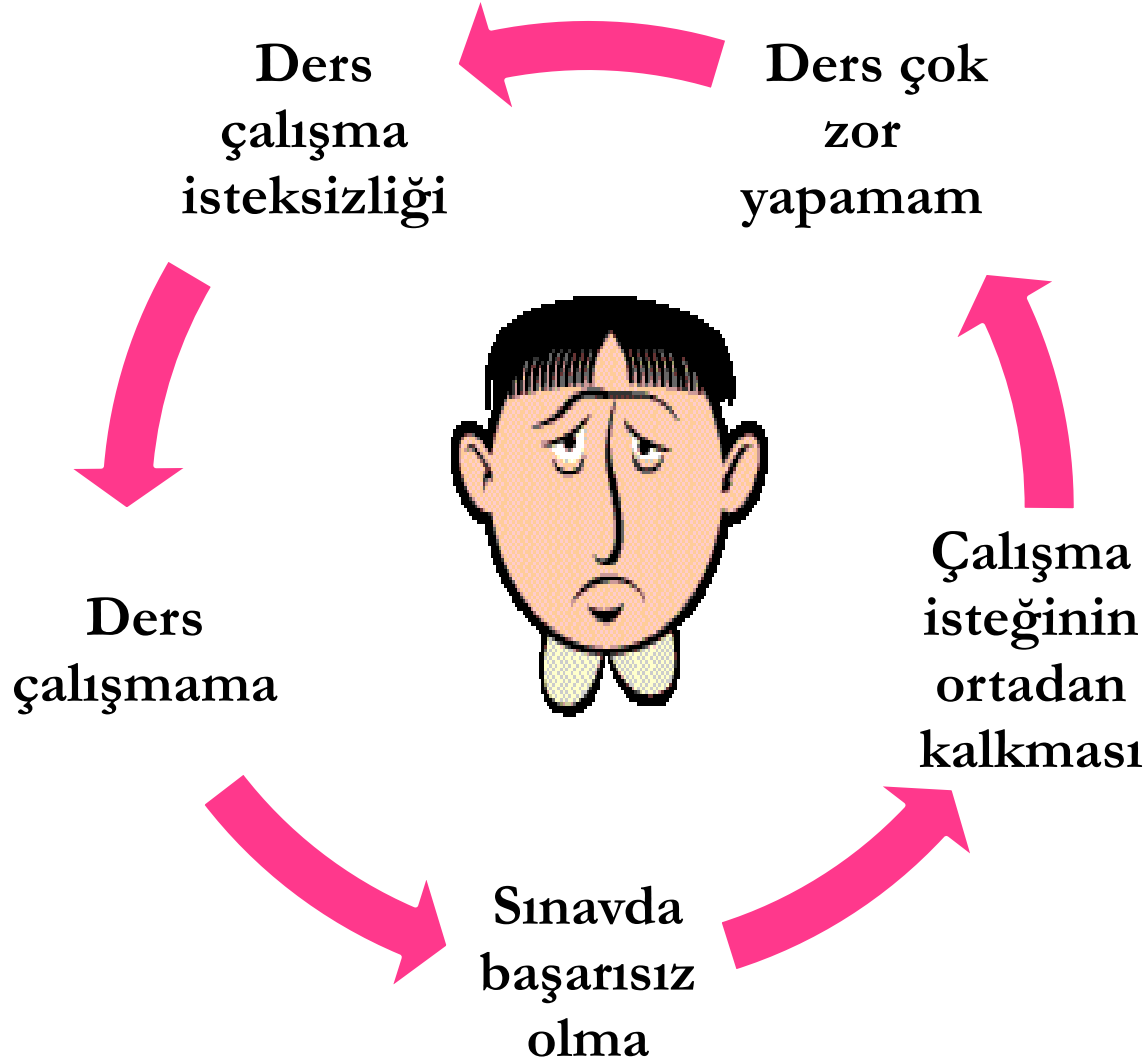 Ders çok
zor
yapamam
Ders
çalışma
isteksizliği
Ders
çalışmama
Sınavda
başarısız
olma
Çalışma
isteğinin
ortadan
kalkması